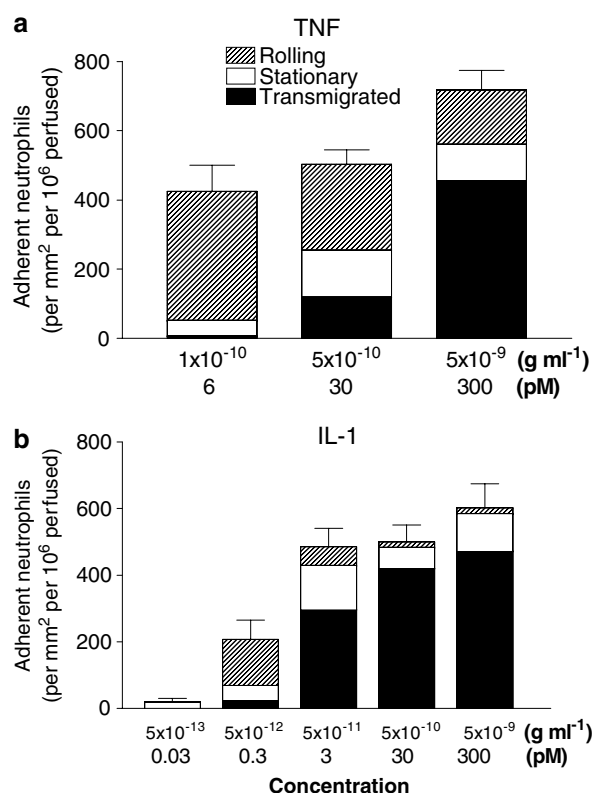 a
TNF
Rolling
Stationary
Transmigrated
Adherent neutrophils
(per mm² per 10⁶ perfused)
800
600
400
200
0
1x10⁻¹⁰ 5x10⁻¹⁰ 5x10⁻⁹ (g ml⁻¹)
6 30 300 (pM)
b
IL-1
Adherent neutrophils
(per mm² per 10⁶ perfused)
800
600
400
200
0
5x10⁻¹³ 5x10⁻¹² 5x10⁻¹¹ 5x10⁻¹⁰ 5x10⁻⁹ (g ml⁻¹)
0.03 0.3 3 30 300 (pM)
Concentration